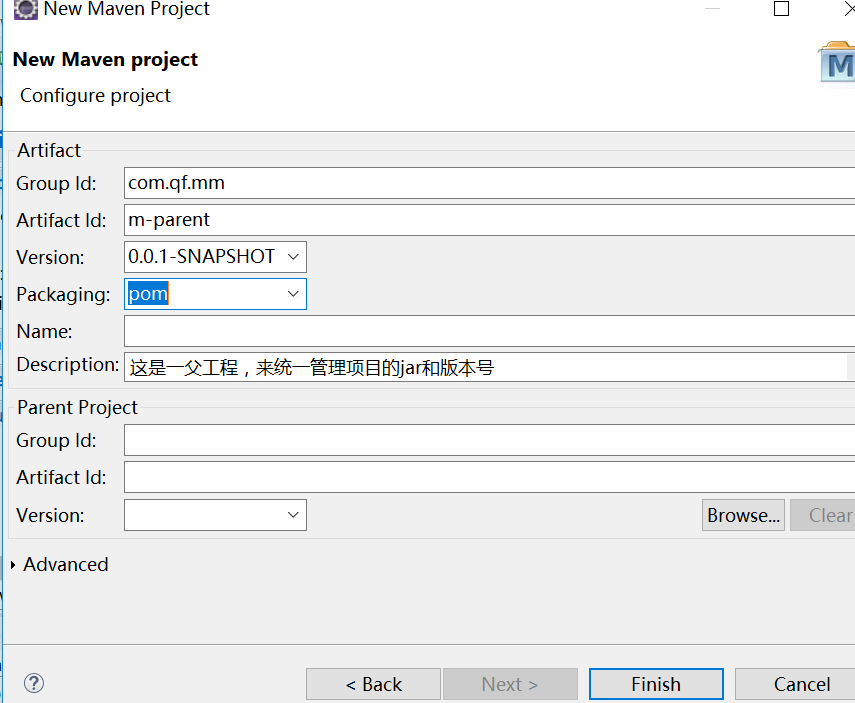 New Maven Project
New Maven project
Configure project
Artifact
Group Id: com.qf.mm
Artifact Id: m-parent
Version: 0.0.1-SNAPSHOT
Packaging: pom
Name:
Description: 这是一父工程，来统一管理项目的jar和版本号
Parent Project
Group Id:
Artifact Id:
Version: Browse... Clear
Advanced
< Back Next > Finish Cancel